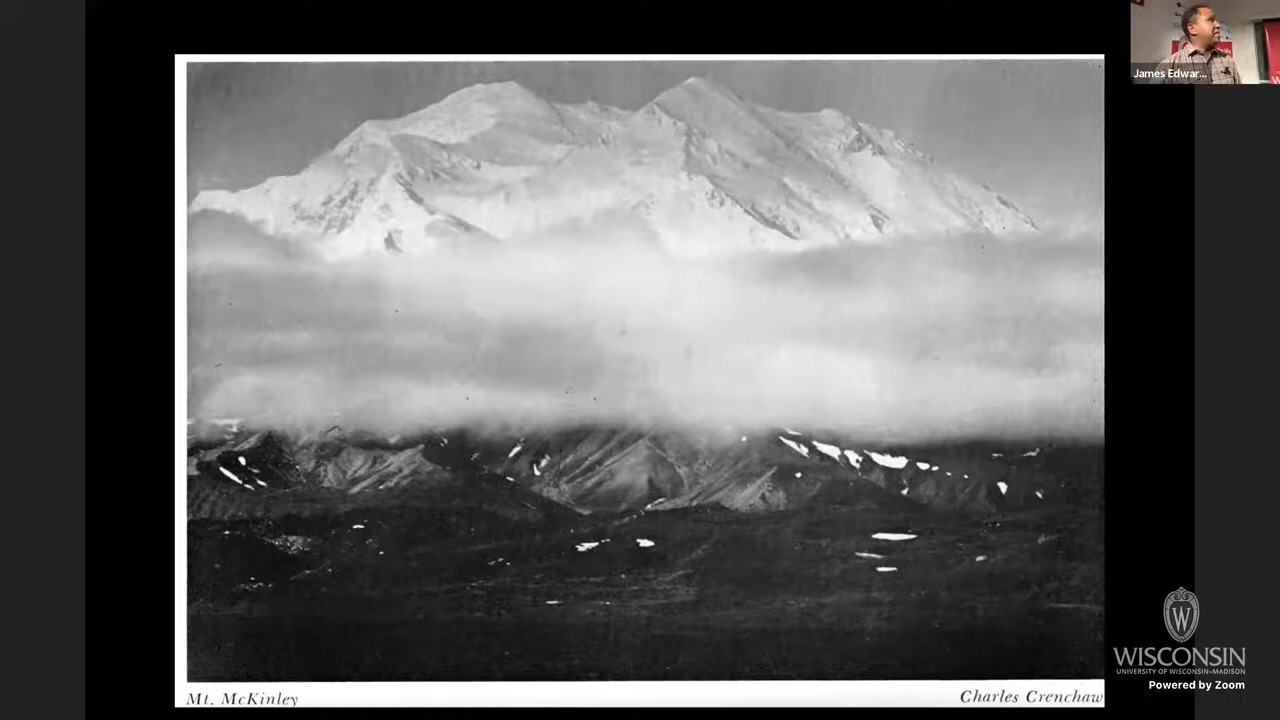 James Edwar...
Mt. McKinley
Charles Crenchaw
W
WISCONSIN
UNIVERSITY OF WISCONSIN–MADISON
Powered by Zoom